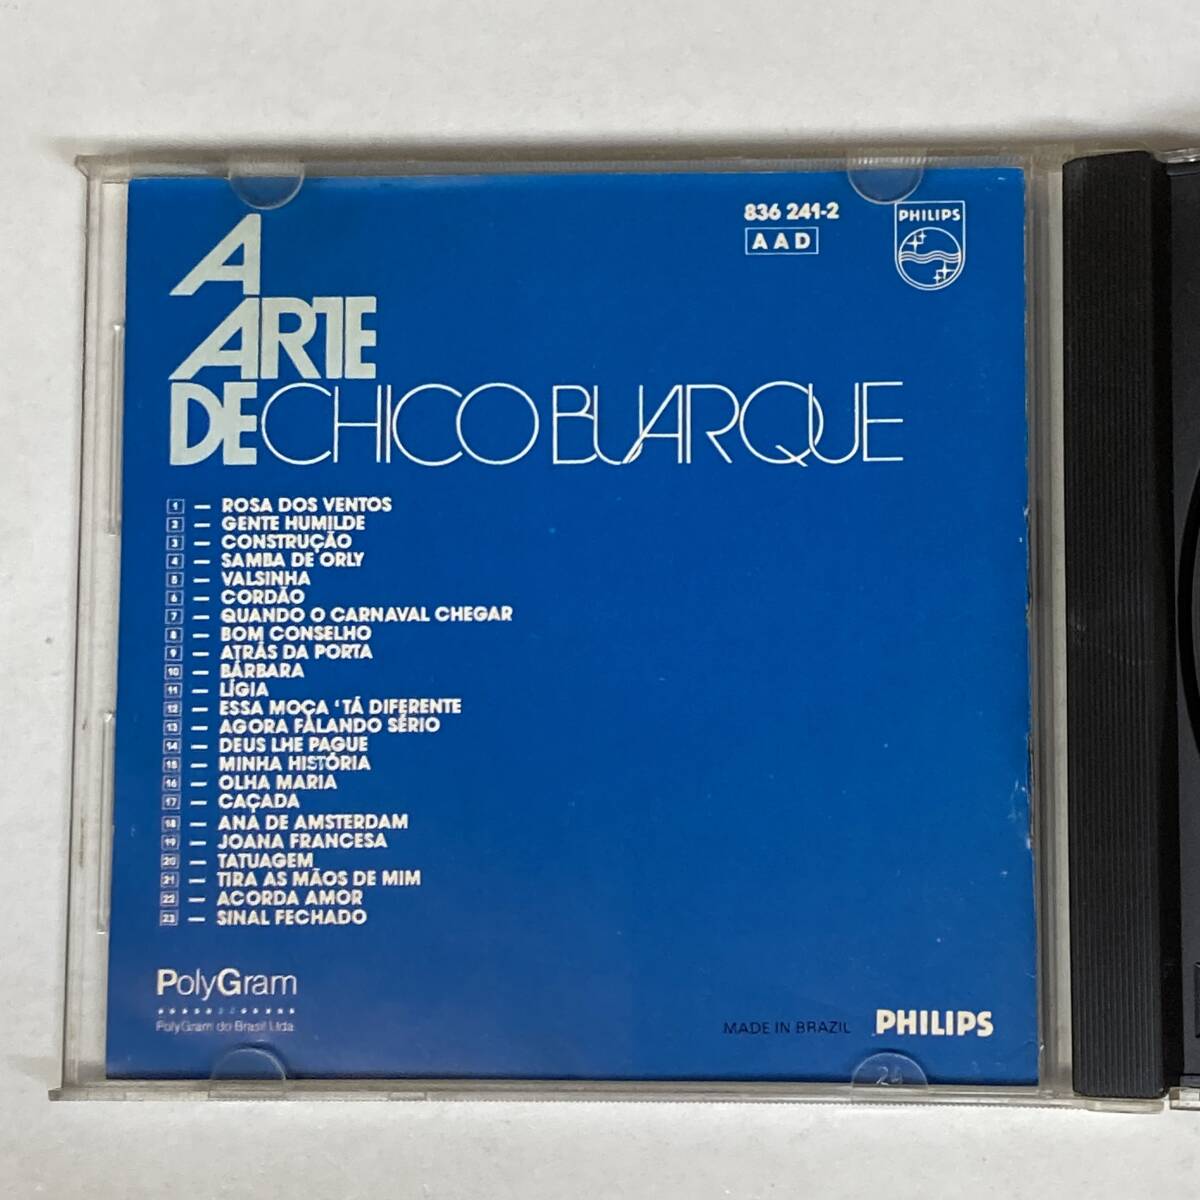 A
ARTE
DE CHICO BUARQUE
836 241-2
AAD
PHILIPS
1 — ROSA DOS VENTOS
2 — GENTE HUMILDE
3 — CONSTRUÇÃO
4 — SAMBA DE ORLY
5 — VALSINHA
6 — CORDÃO
7 — QUANDO O CARNAVAL CHEGAR
8 — BOM CONSELHO
9 — ATRÁS DA PORTA
10 — BÁRBARA
11 — LÍGIA
12 — ESSA MOÇA 'TÁ DIFERENTE
13 — AGORA FALANDO SÉRIO
14 — DEUS LHE PAGUE
15 — MINHA HISTÓRIA
16 — OLHA MARIA
17 — CAÇADA
18 — ANA DE AMSTERDAM
19 — JOANA FRANCESA
20 — TATUAGEM
21 — TIRA AS MÃOS DE MIM
22 — ACORDA AMOR
23 — SINAL FECHADO
PolyGram
PolyGram do Brasil Ltda.
MADE IN BRAZIL PHILIPS
24